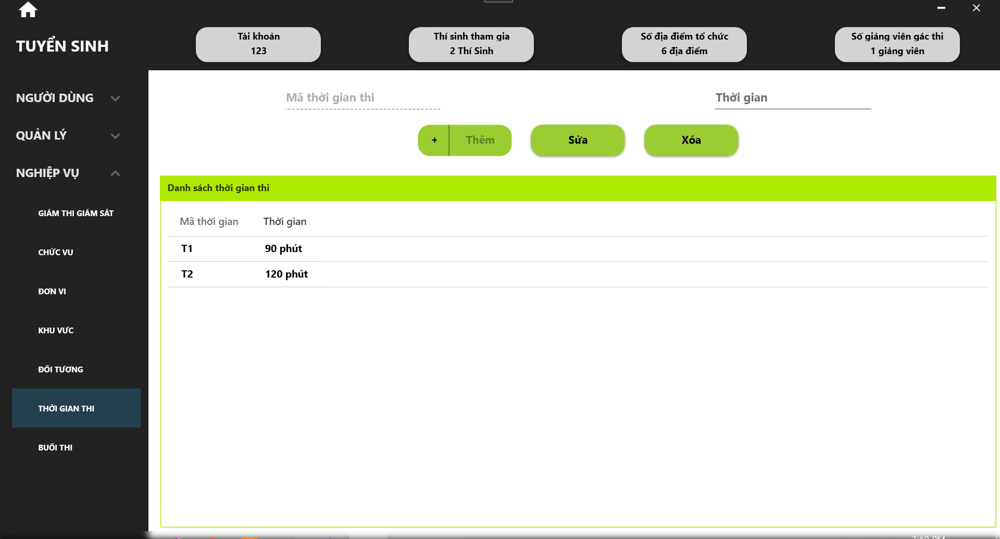 TUYỂN SINH
Tài khoản
123
Thí sinh tham gia
2 Thí Sinh
Số địa điểm tổ chức
6 địa điểm
Số giảng viên gác thi
1 giảng viên
NGƯỜI DÙNG
QUẢN LÝ
NGHIỆP VỤ
GIÁM THI GIÁM SÁT
CHỨC VU
ĐƠN VI
KHU VƯC
ĐỐI TƯƠNG
THỜI GIAN THI
BUỔI THI
Mã thời gian thi
Thời gian
+ Thêm
Sửa
Xóa
Danh sách thời gian thi
Mã thời gian Thời gian
T1 90 phút
T2 120 phút